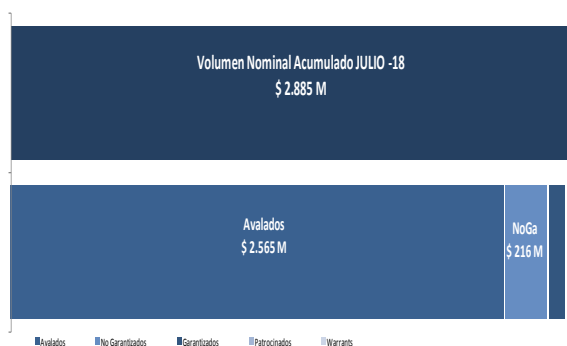 Volumen Nominal Acumulado JULIO -18
$ 2.885 M
Avalados
$ 2.565 M
NoGa
$ 216 M
Avalados No Garantizados Garantizados Patrocinados Warrants